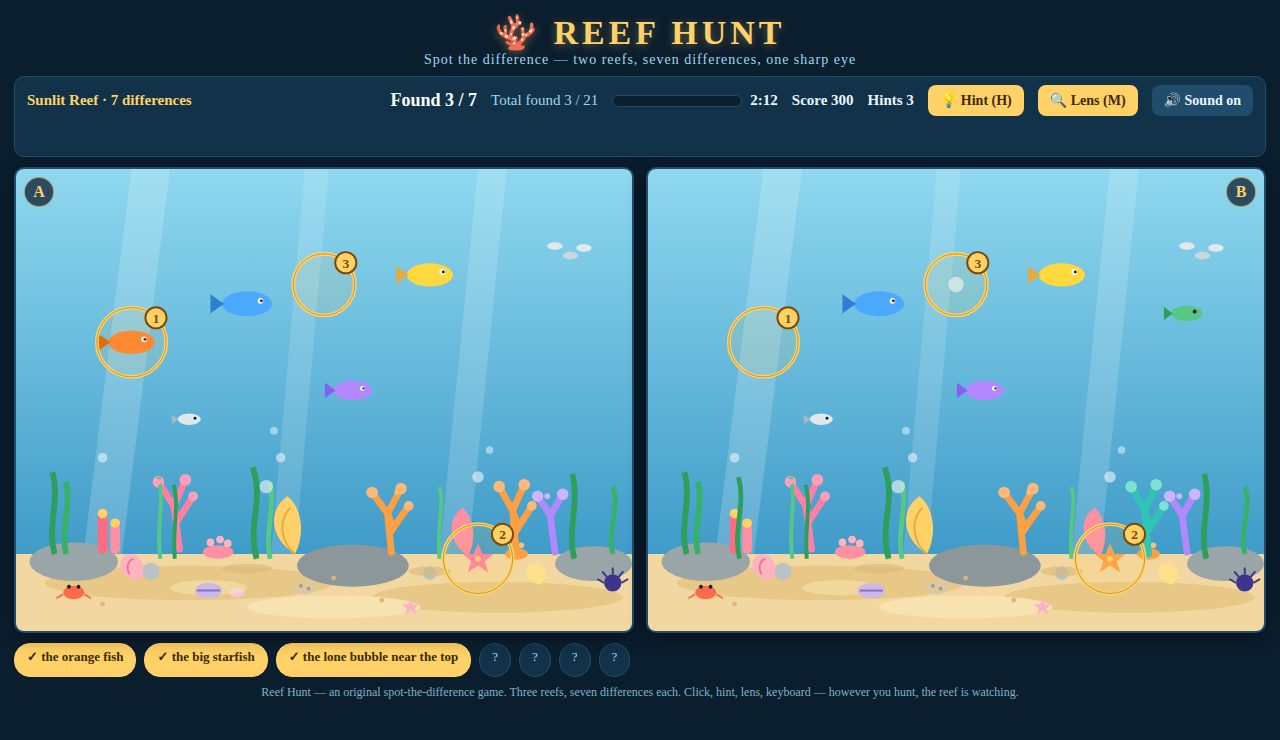 🪸 REEF HUNT
Spot the difference — two reefs, seven differences, one sharp eye
Sunlit Reef · 7 differences
Found 3 / 7
Total found 3 / 21
2:12
Score 300
Hints 3
💡 Hint (H)
🔍 Lens (M)
🔊 Sound on
A
3
1
2
B
3
1
2
✓ the orange fish
✓ the big starfish
✓ the lone bubble near the top
?
?
?
?
Reef Hunt — an original spot-the-difference game. Three reefs, seven differences each. Click, hint, lens, keyboard — however you hunt, the reef is watching.